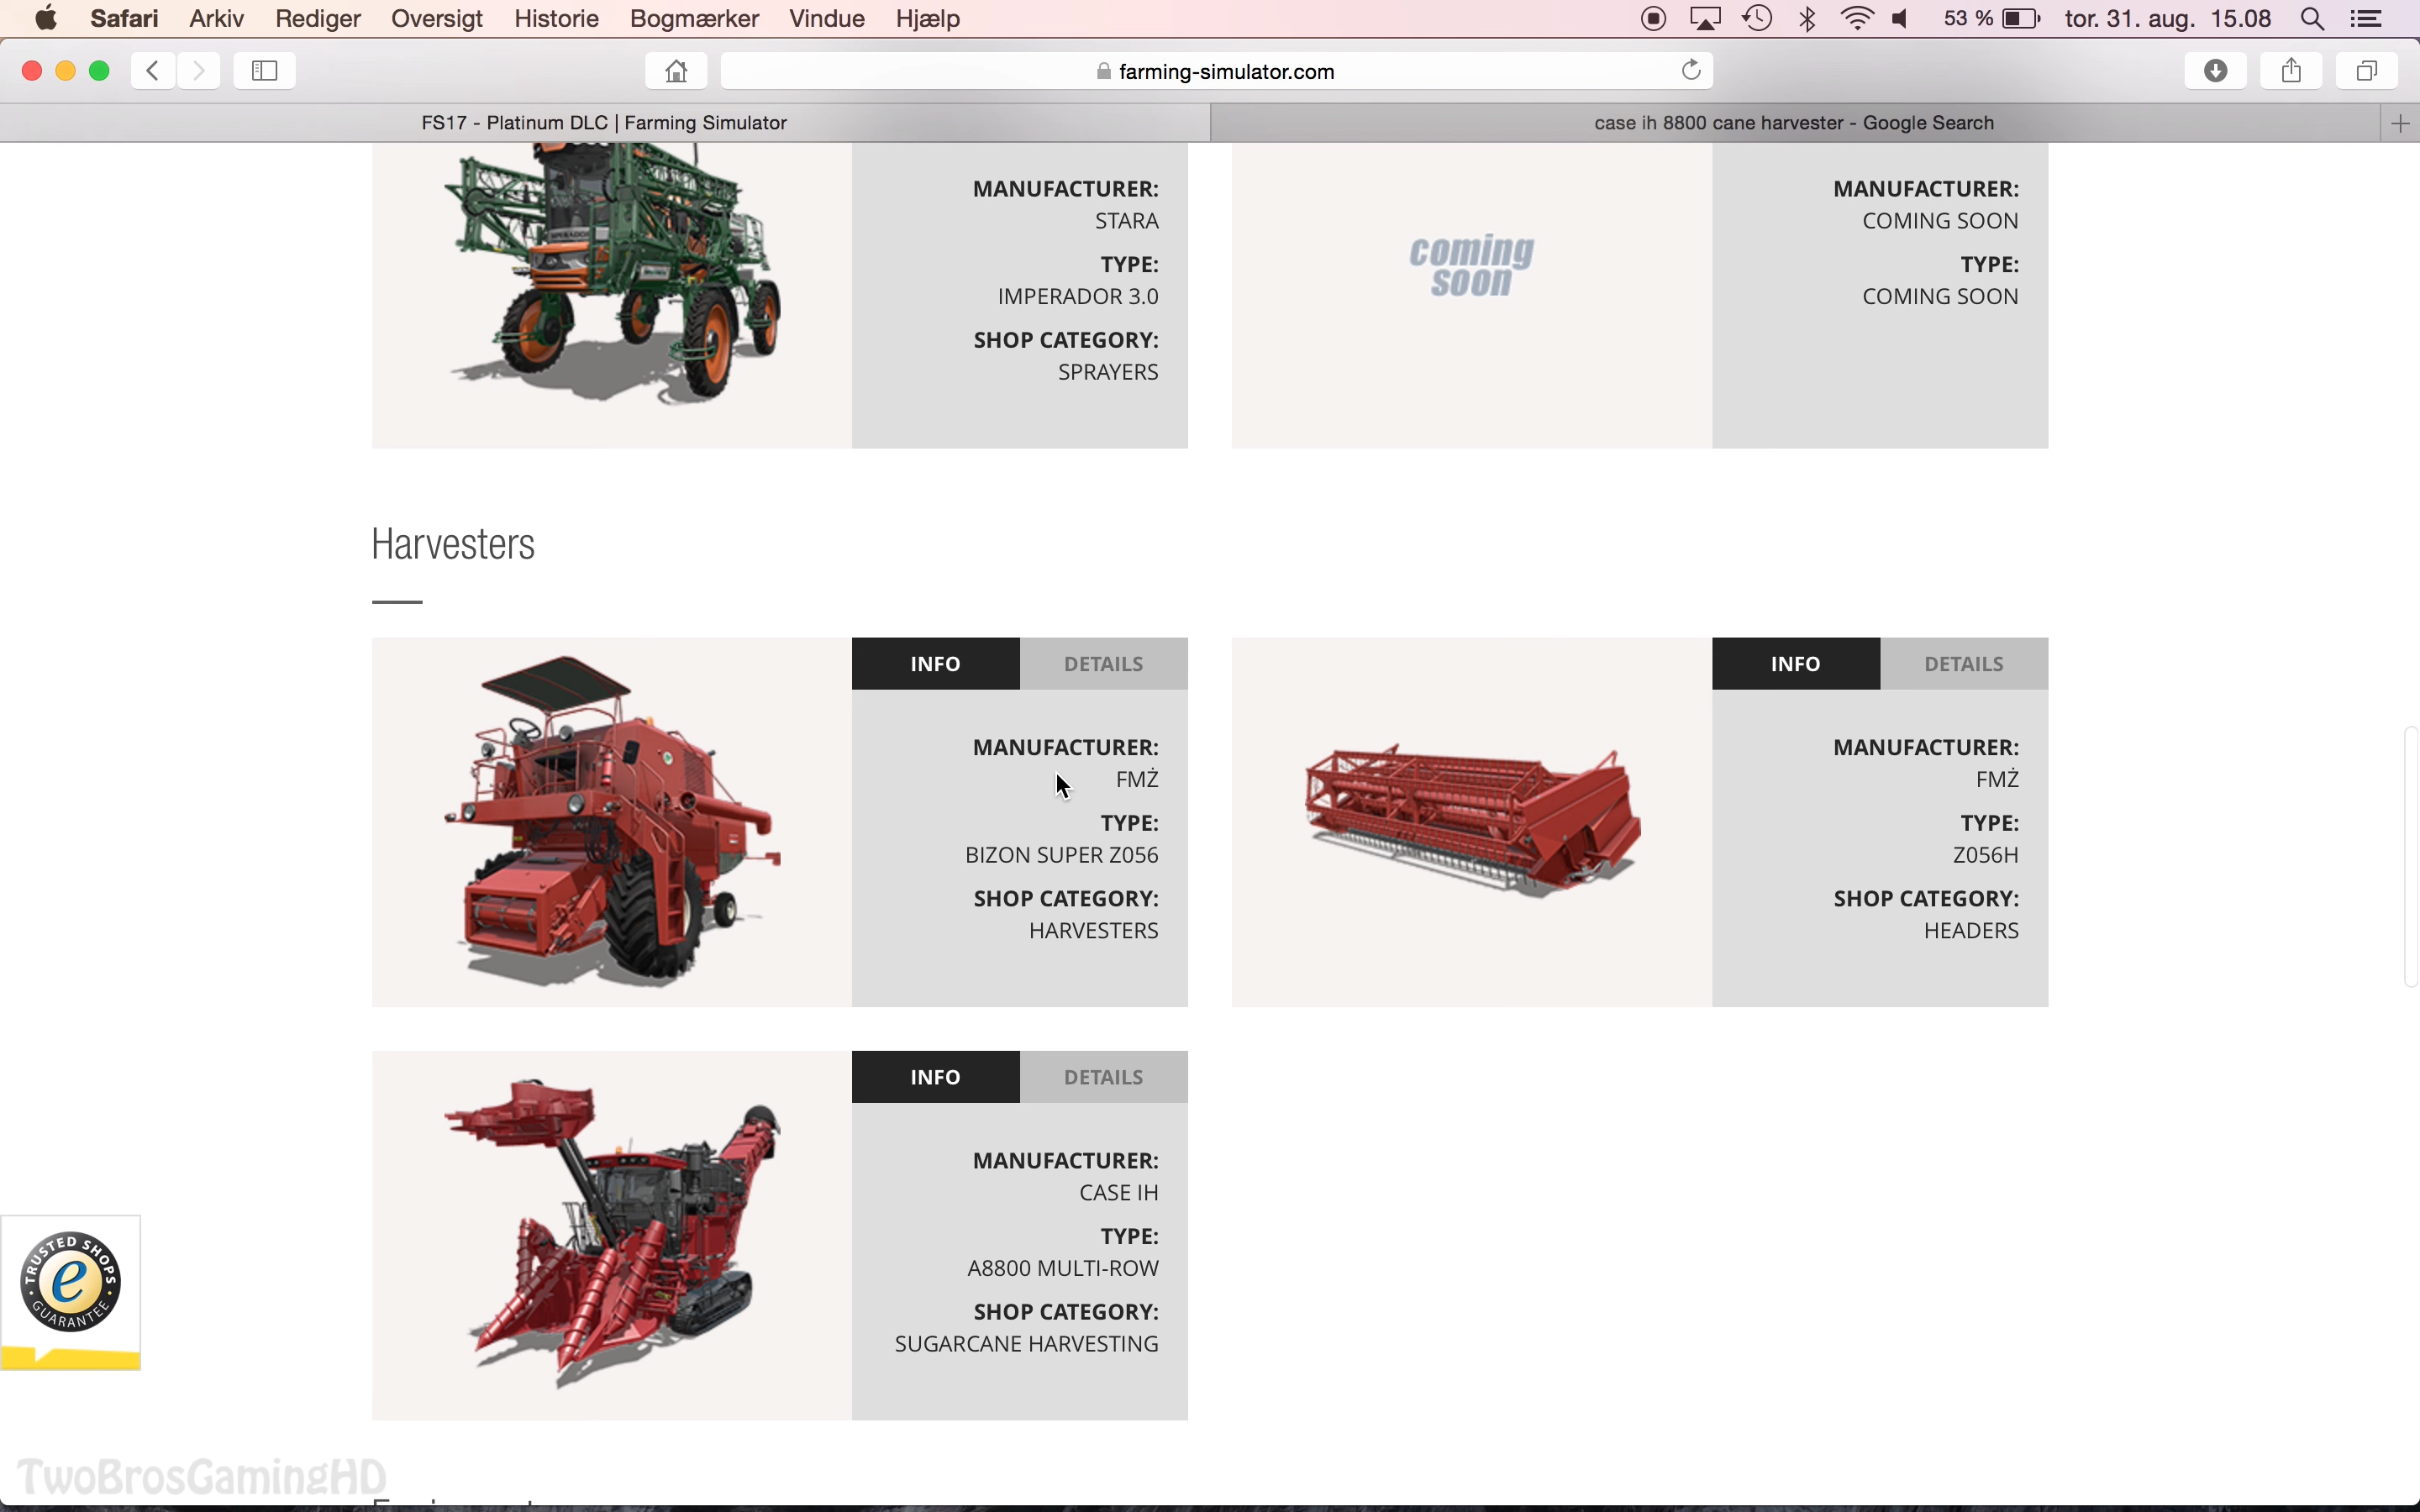 Safari Arkiv Rediger Oversigt Historie Bogmærker Vindue Hjælp 53 % tor. 31. aug. 15.08
farming-simulator.com
FS17 - Platinum DLC | Farming Simulator
case ih 8800 cane harvester - Google Search
MANUFACTURER:
STARA
TYPE:
IMPERADOR 3.0
SHOP CATEGORY:
SPRAYERS
coming
soon
MANUFACTURER:
COMING SOON
TYPE:
COMING SOON
Harvesters
INFO DETAILS
MANUFACTURER:
FMŻ
TYPE:
BIZON SUPER Z056
SHOP CATEGORY:
HARVESTERS
INFO DETAILS
MANUFACTURER:
FMŻ
TYPE:
Z056H
SHOP CATEGORY:
HEADERS
INFO DETAILS
MANUFACTURER:
CASE IH
TYPE:
A8800 MULTI-ROW
SHOP CATEGORY:
SUGARCANE HARVESTING
TRUSTED SHOPS
e
GUARANTEE
TwoBrosGamingHD